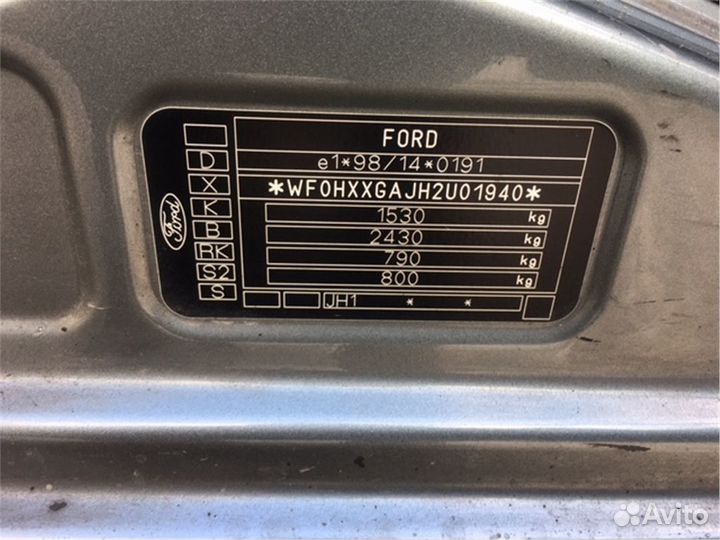 FORD
e1*98/14*0191
*WF0HXXGAJH2U01940*
1530 kg
2430 kg
790 kg
800 kg
JH1 * *
D
X
K
B
RK
S2
S
Ford
Avito